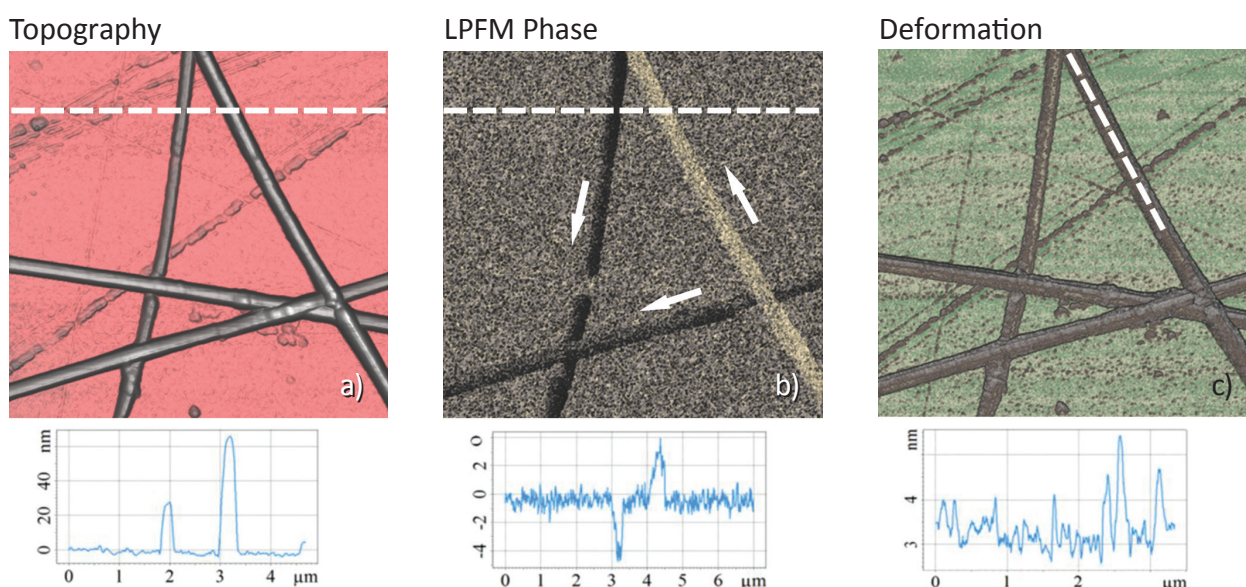 Topography
LPFM Phase
Deformation
a)
b)
c)
nm
40
20
0
0 1 2 3 4 μm
O
2
0
-2
-4
0 1 2 3 4 5 6 μm
nm
4
3
0 1 2 μm